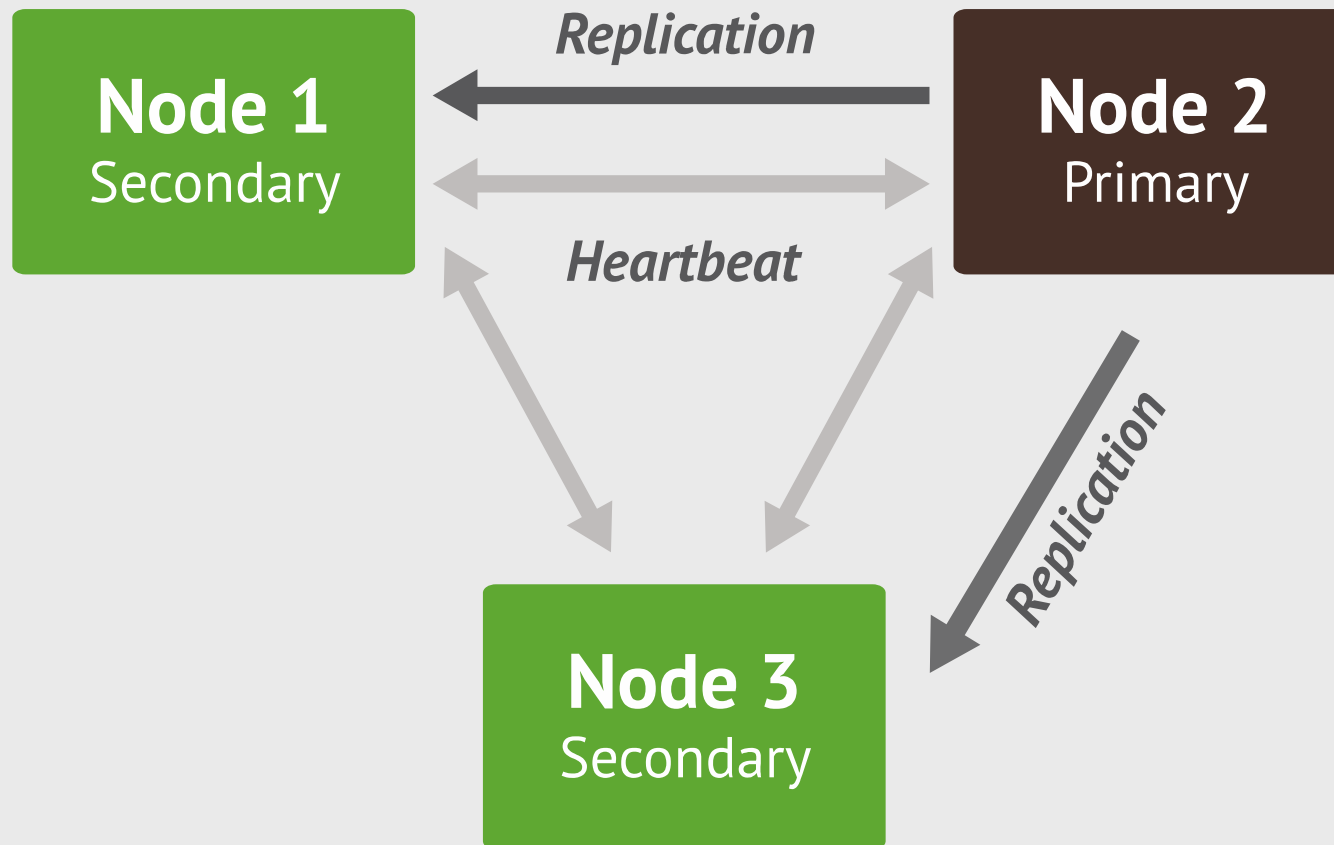 Replication
Node 1
Secondary
Node 2
Primary
Heartbeat
Replication
Node 3
Secondary